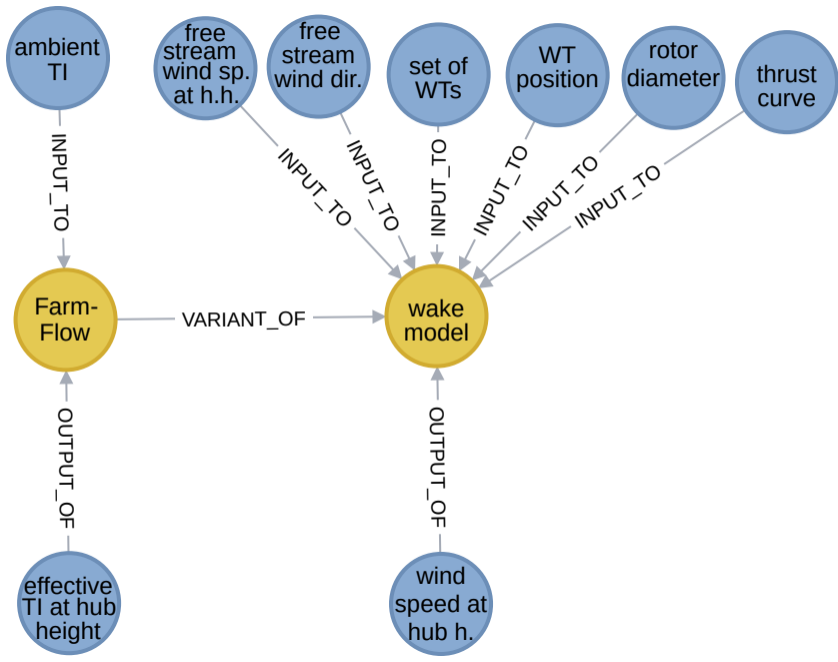 ambient
TI
free
stream
wind sp.
at h.h.
free
stream
wind dir.
set of
WTs
WT
position
rotor
diameter
thrust
curve
INPUT_TO
INPUT_TO
INPUT_TO
INPUT_TO
INPUT_TO
INPUT_TO
INPUT_TO
Farm-
Flow
VARIANT_OF
wake
model
OUTPUT_OF
OUTPUT_OF
effective
TI at hub
height
wind
speed at
hub h.